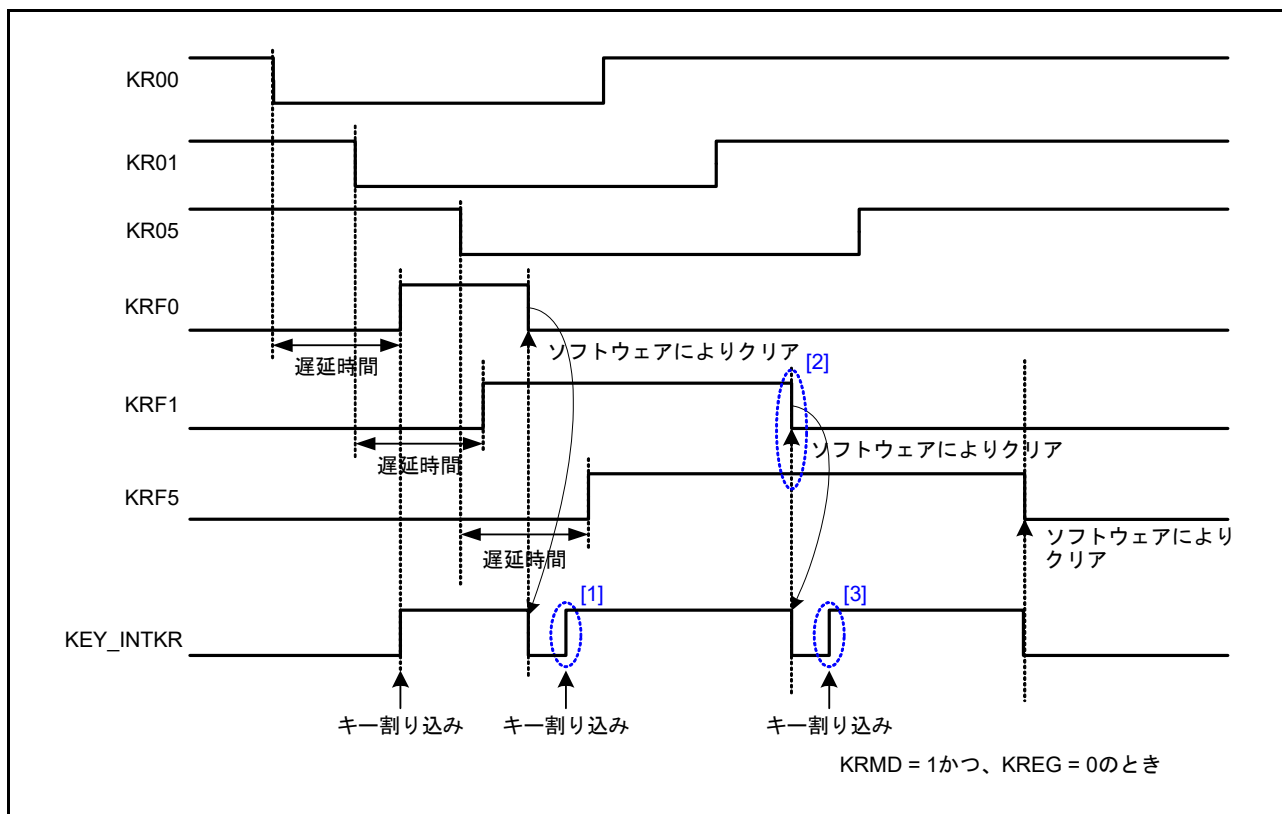 KR00
KR01
KR05
KRF0
ソフトウェアによりクリア
遅延時間
[2]
KRF1
ソフトウェアによりクリア
遅延時間
KRF5
ソフトウェアにより
クリア
遅延時間
[1]
[3]
KEY_INTKR
キー割り込み
キー割り込み
キー割り込み
KRMD = 1かつ、KREG = 0のとき